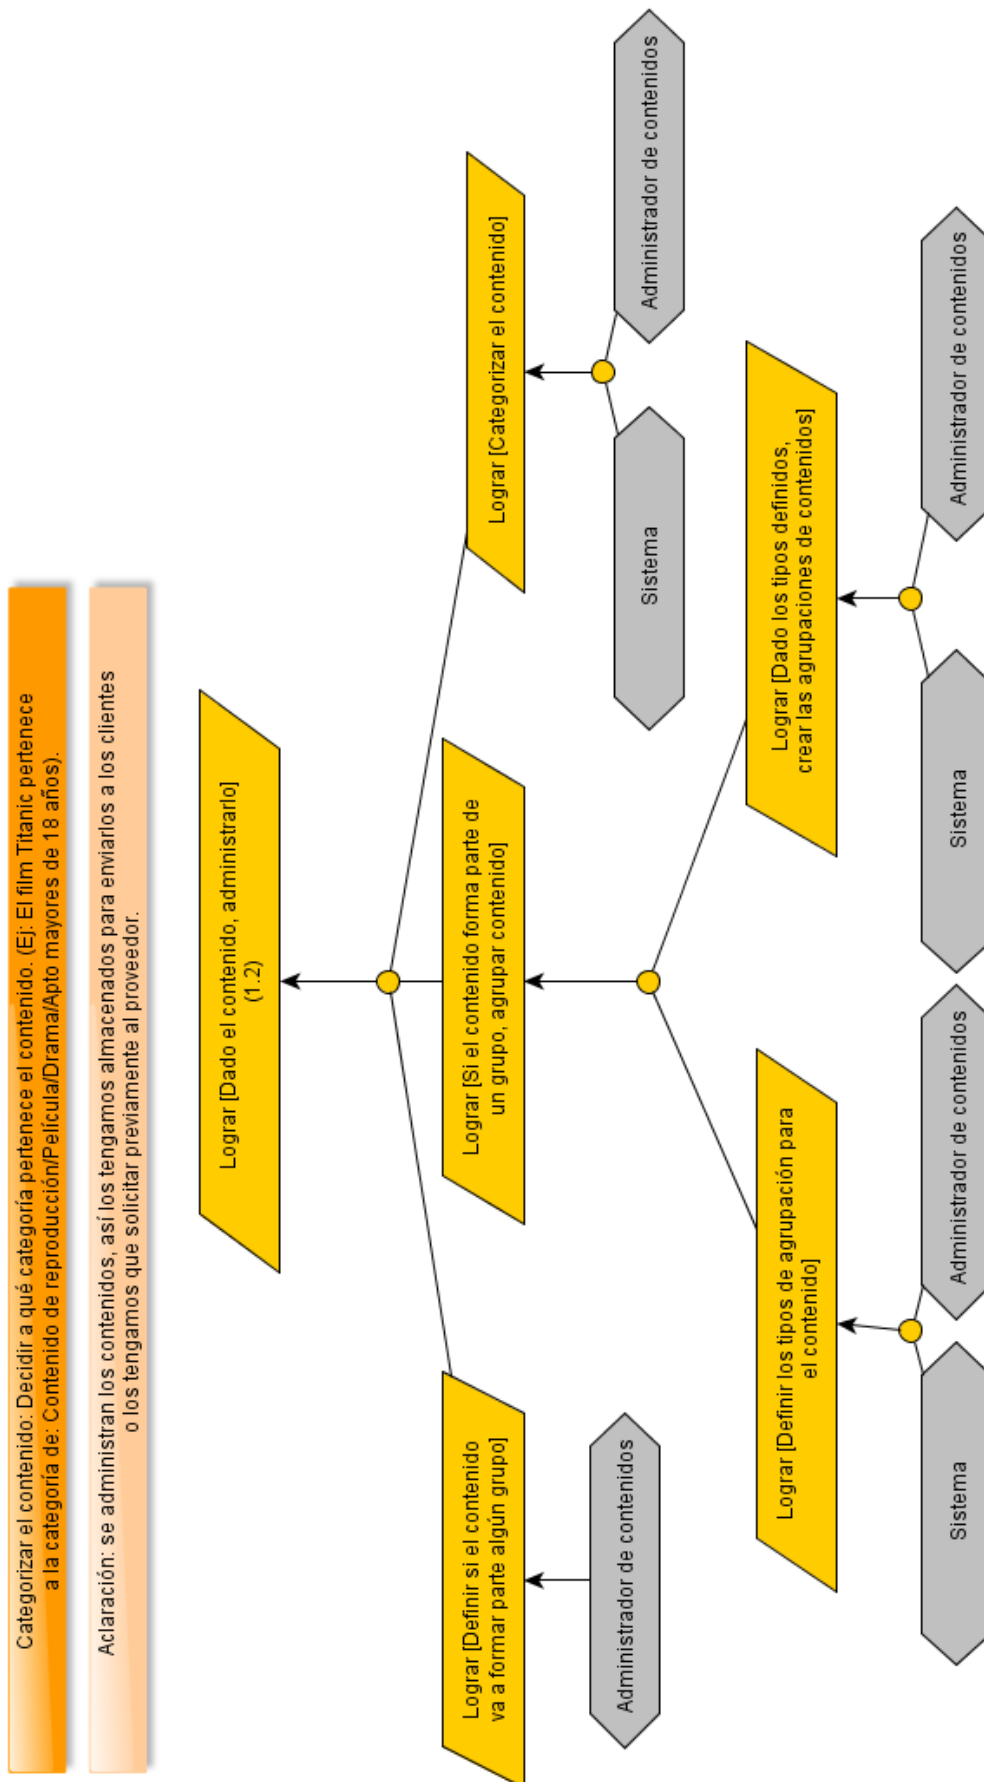 Categorizar el contenido: Decidir a qué categoría pertenece el contenido. (Ej: El film Titanic pertenece
a la categoría de: Contenido de reproducción/Película/Drama/Apto mayores de 18 años).
Aclaración: se administran los contenidos, así los tengamos almacenados para enviarlos a los clientes
o los tengamos que solicitar previamente al proveedor.
Lograr [Dado el contenido, administrarlo]
(1.2)
Lograr [Definir si el contenido
va a formar parte algún grupo]
Lograr [Si el contenido forma parte de
un grupo, agrupar contenido]
Lograr [Categorizar el contenido]
Administrador de contenidos
Sistema
Administrador de contenidos
Lograr [Definir los tipos de agrupación para
el contenido]
Lograr [Dado los tipos definidos,
crear las agrupaciones de contenidos]
Sistema
Administrador de contenidos
Sistema
Administrador de contenidos